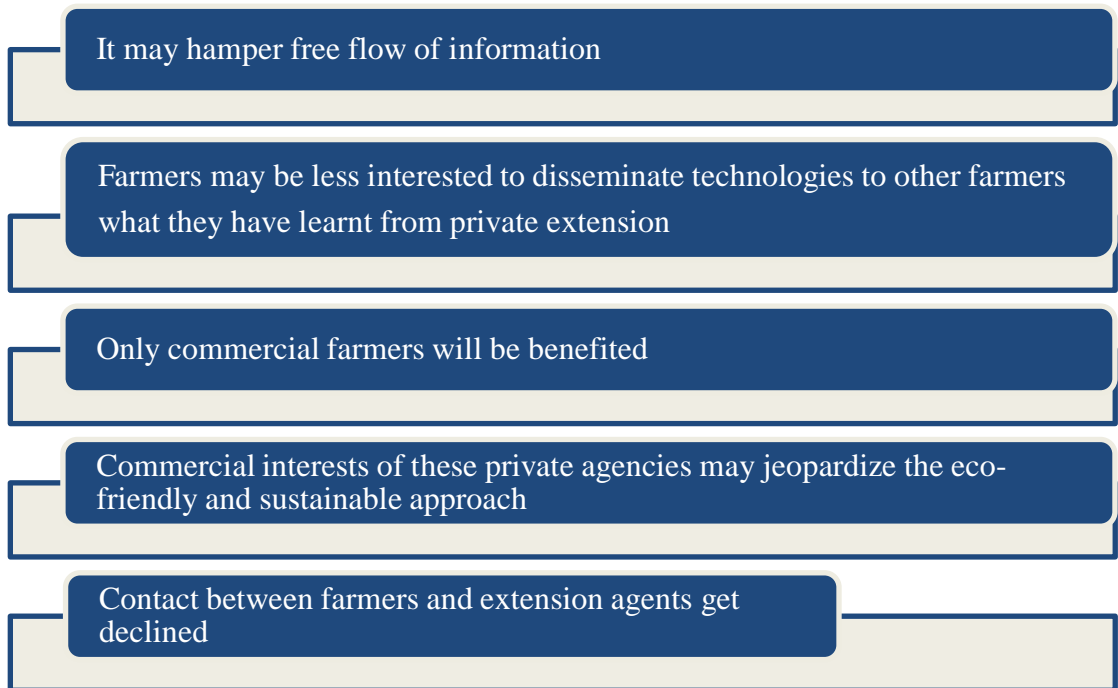 It may hamper free flow of information
Farmers may be less interested to disseminate technologies to other farmers
what they have learnt from private extension
Only commercial farmers will be benefited
Commercial interests of these private agencies may jeopardize the eco-
friendly and sustainable approach
Contact between farmers and extension agents get
declined